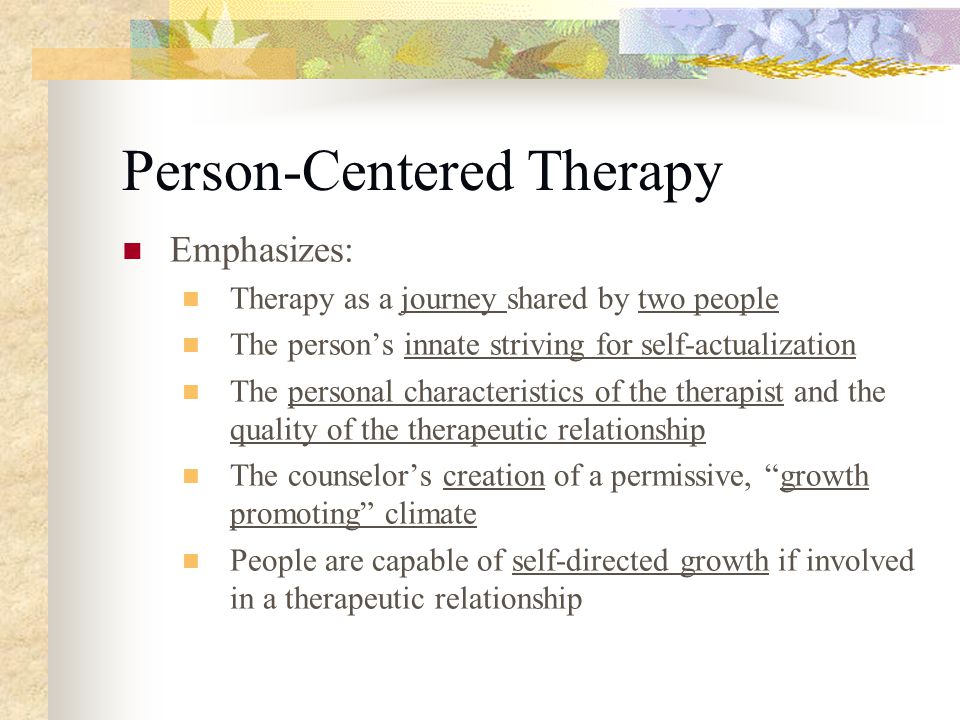 Person-Centered Therapy
Emphasizes:
Therapy as a journey shared by two people
The person’s innate striving for self-actualization
The personal characteristics of the therapist and the
quality of the therapeutic relationship
The counselor’s creation of a permissive, “growth
promoting” climate
People are capable of self-directed growth if involved
in a therapeutic relationship